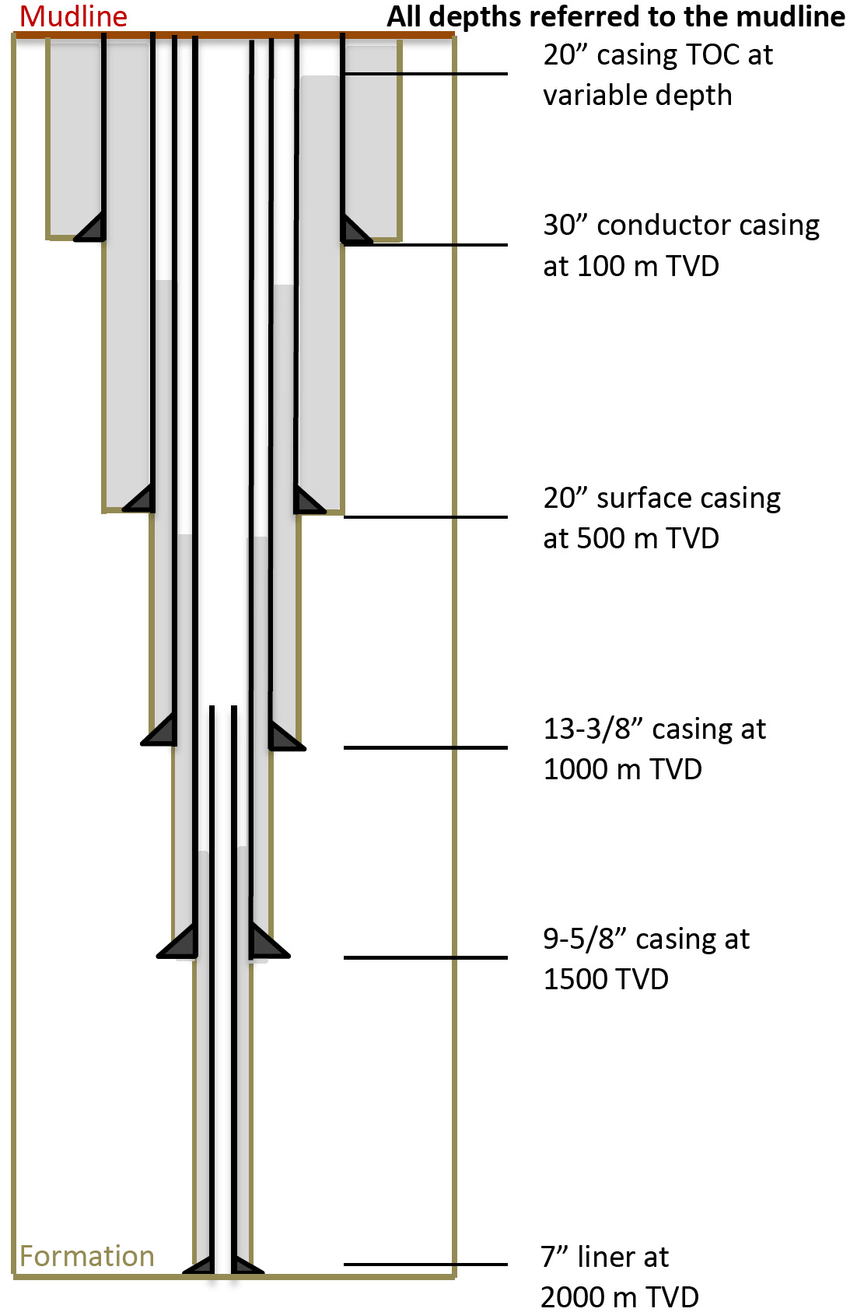 Mudline
All depths referred to the mudline
20” casing TOC at
variable depth
30” conductor casing
at 100 m TVD
20” surface casing
at 500 m TVD
13-3/8” casing at
1000 m TVD
9-5/8” casing at
1500 TVD
Formation
7” liner at
2000 m TVD